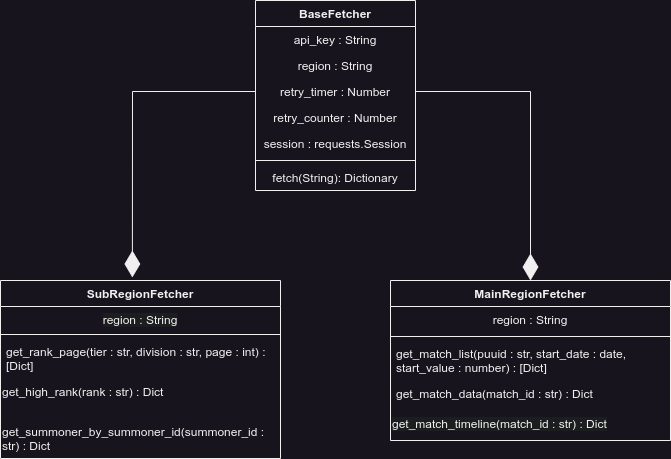 BaseFetcher
api_key : String
region : String
retry_timer : Number
retry_counter : Number
session : requests.Session
fetch(String): Dictionary
SubRegionFetcher
region : String
get_rank_page(tier : str, division : str, page : int) :
[Dict]
get_high_rank(rank : str) : Dict
get_summoner_by_summoner_id(summoner_id :
str) : Dict
MainRegionFetcher
region : String
get_match_list(puuid : str, start_date : date,
start_value : number) : [Dict]
get_match_data(match_id : str) : Dict
get_match_timeline(match_id : str) : Dict